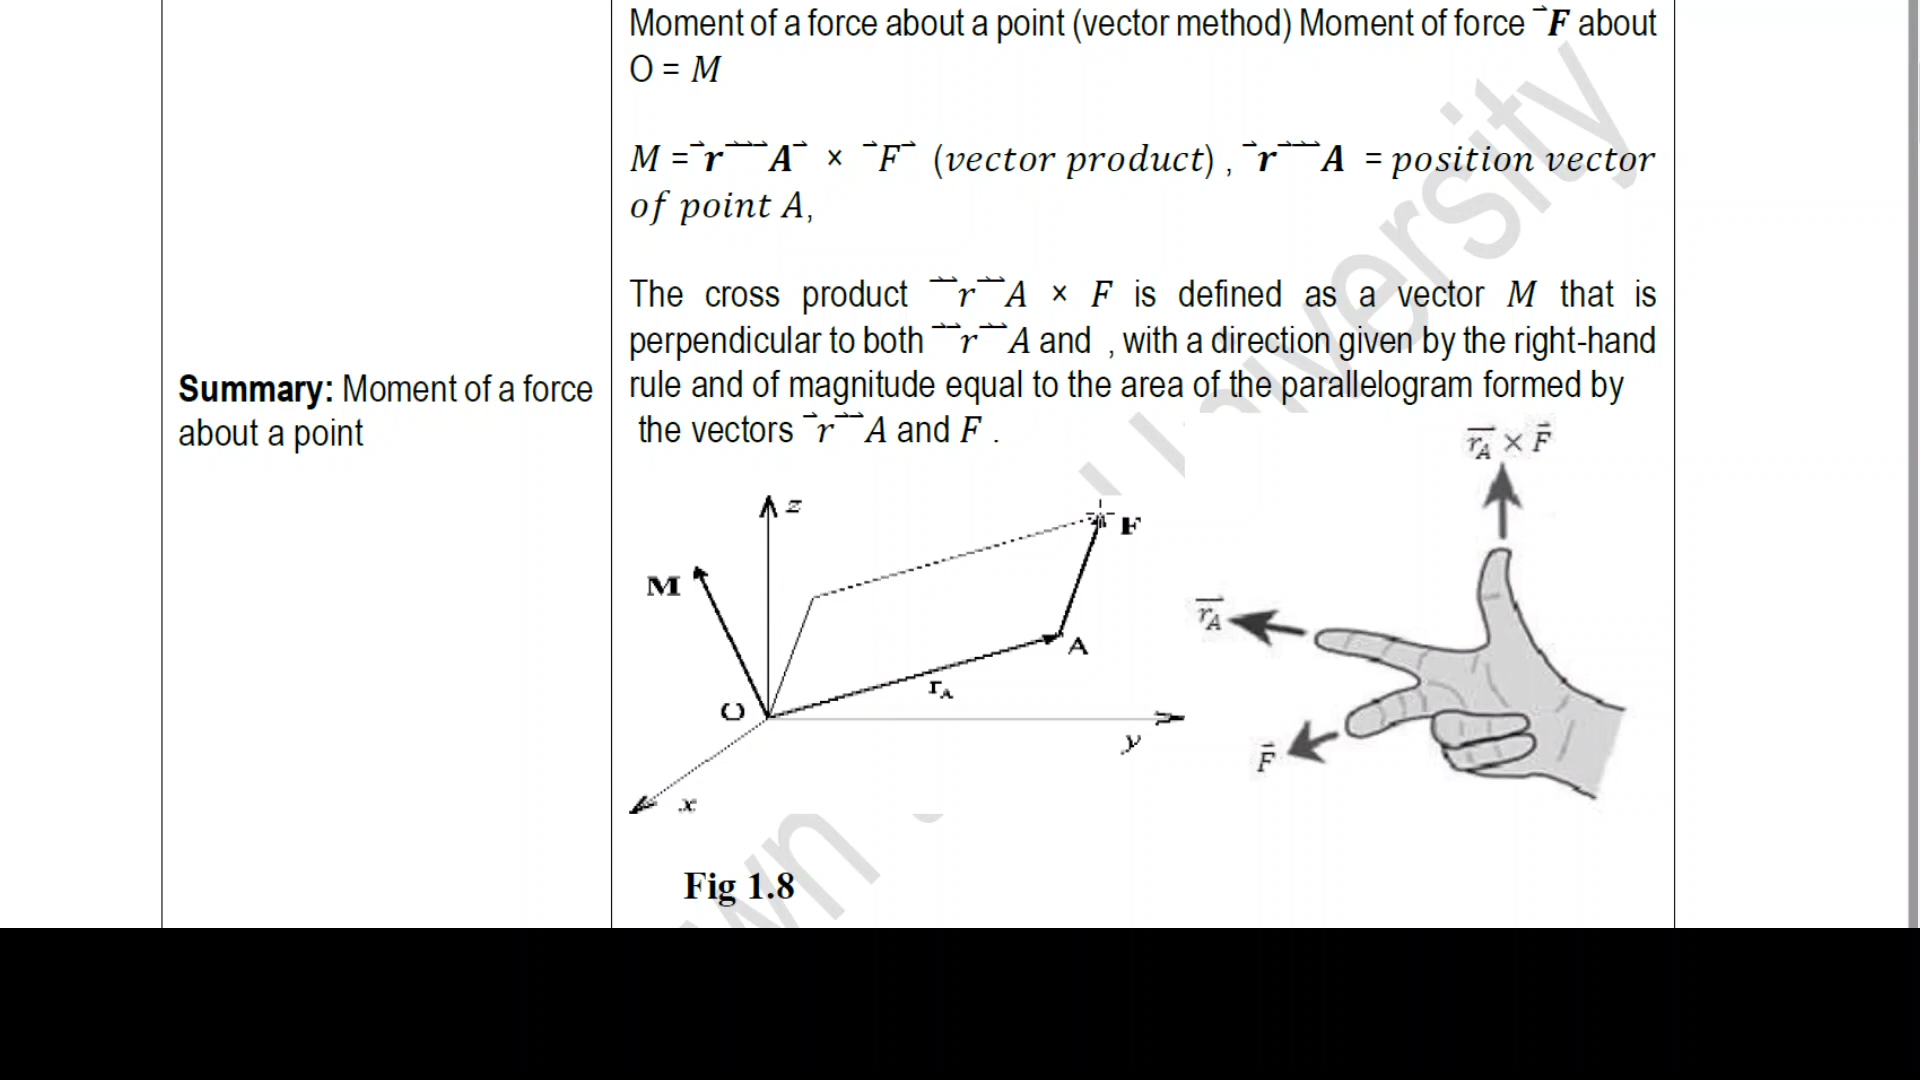 Moment of a force about a point (vector method) Moment of force ⃗F about
O = M
M = ⃗r⃗A⃗ × ⃗F⃗ (vector product) , ⃗r⃗A = position vector
of point A,
The cross product ⃗r⃗A × F is defined as a vector M that is
perpendicular to both ⃗r⃗A and , with a direction given by the right-hand
Summary: Moment of a force
about a point
rule and of magnitude equal to the area of the parallelogram formed by
the vectors ⃗r⃗A and F .
z
F
M
A
r_A
O
y
x
r_A × F
r_A
F
Fig 1.8